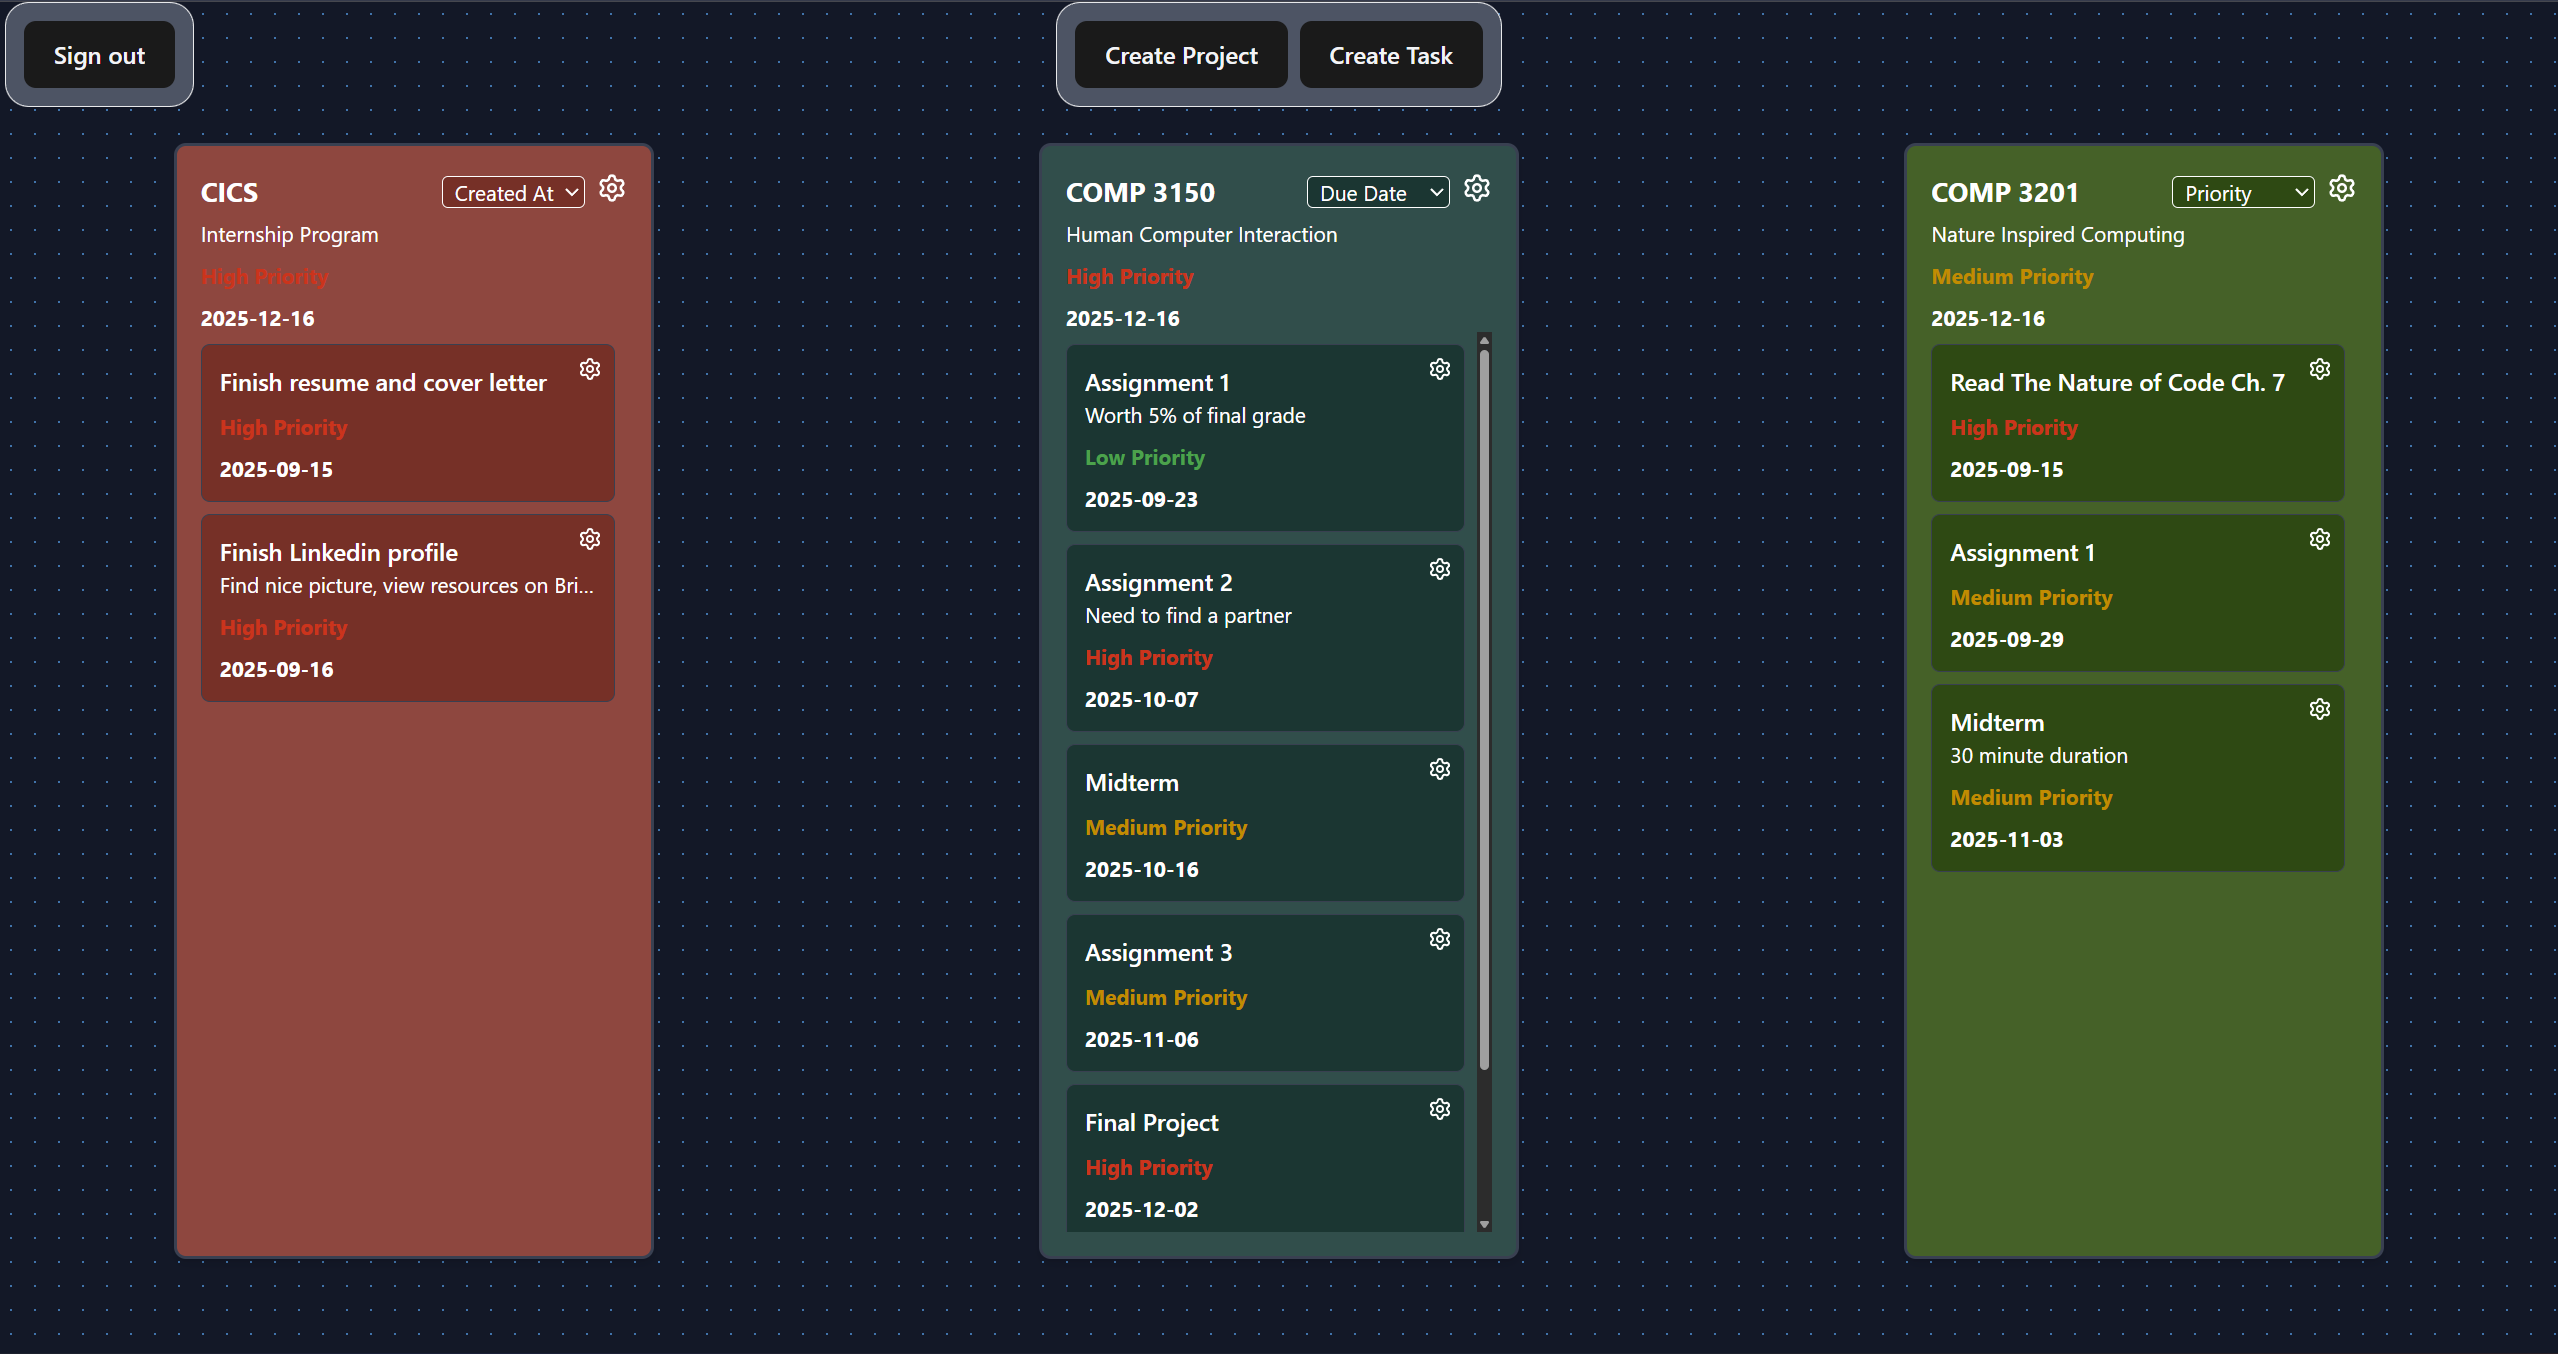 Sign out
Create Project
Create Task
CICS
Created At
Internship Program
High Priority
2025-12-16
Finish resume and cover letter
High Priority
2025-09-15
Finish Linkedin profile
Find nice picture, view resources on Bri...
High Priority
2025-09-16
COMP 3150
Due Date
Human Computer Interaction
High Priority
2025-12-16
Assignment 1
Worth 5% of final grade
Low Priority
2025-09-23
Assignment 2
Need to find a partner
High Priority
2025-10-07
Midterm
Medium Priority
2025-10-16
Assignment 3
Medium Priority
2025-11-06
Final Project
High Priority
2025-12-02
COMP 3201
Priority
Nature Inspired Computing
Medium Priority
2025-12-16
Read The Nature of Code Ch. 7
High Priority
2025-09-15
Assignment 1
Medium Priority
2025-09-29
Midterm
30 minute duration
Medium Priority
2025-11-03